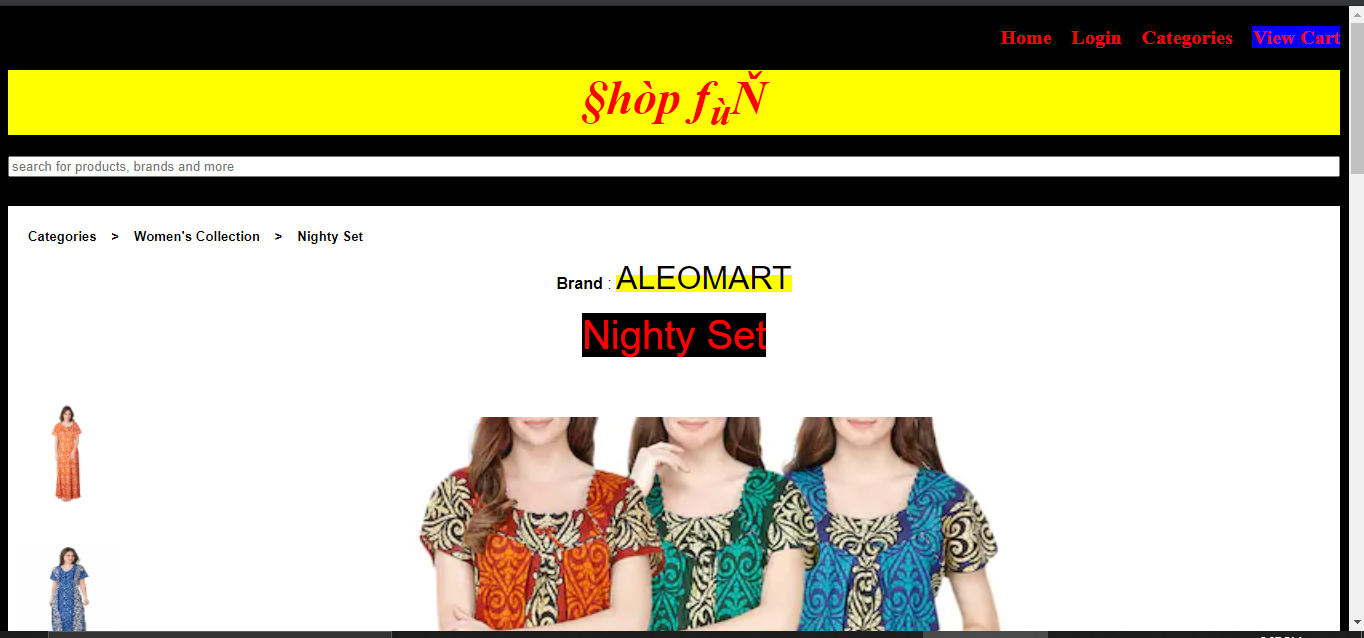 Home Login Categories View Cart
§hòp fùŇ
search for products, brands and more
Categories > Women's Collection > Nighty Set
Brand : ALEOMART
Nighty Set